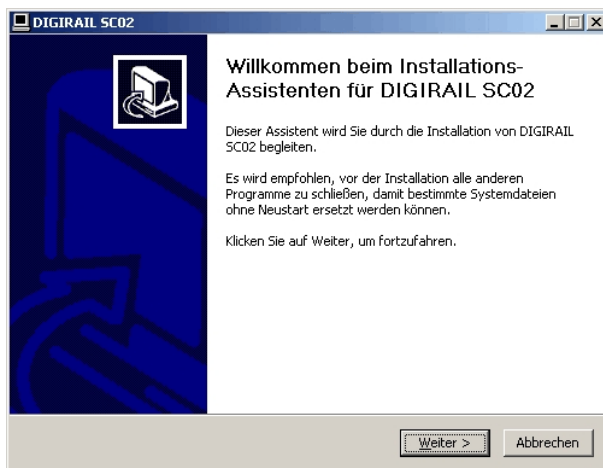 DIGIRAIL SC02
Willkommen beim Installations-
Assistenten für DIGIRAIL SC02
Dieser Assistent wird Sie durch die Installation von DIGIRAIL
SC02 begleiten.
Es wird empfohlen, vor der Installation alle anderen
Programme zu schließen, damit bestimmte Systemdateien
ohne Neustart ersetzt werden können.
Klicken Sie auf Weiter, um fortzufahren.
Weiter >
Abbrechen